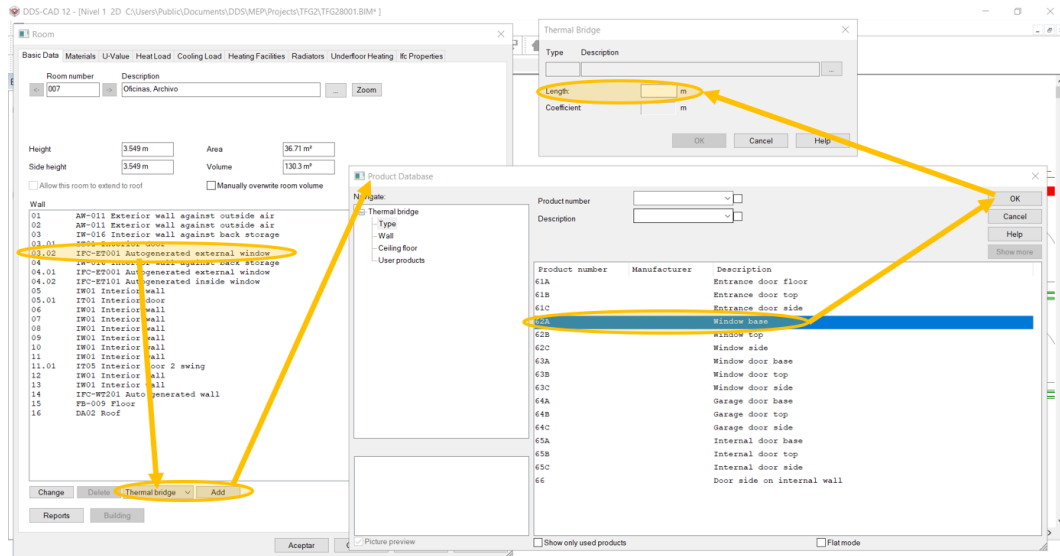 DDS-CAD 12 - [Nivel 1 2D C:\Users\Public\Documents\DDS\MEP\Projects\TFG2\TFG28001.BIM* ]
Room
Basic Data Materials U-Value Heat Load Cooling Load Heating Facilities Radiators Underfloor Heating Ifc Properties
Room number Description
<- 007 -> Oficinas, Archivo ... Zoom
Height 3.549 m Area 36.71 m²
Side height 3.549 m Volume 130.3 m³
Allow this room to extend to roof Manually overwrite room volume
Wall
01 AW-011 Exterior wall against outside air
02 AW-011 Exterior wall against outside air
03 IW-016 Interior wall against back storage
03.01 door
03.02 IFC-ET001 Autogenerated external window
04 wall against back storage
04.01 IFC-ET001 Autogenerated external window
04.02 IFC-ET101 Autogenerated inside window
05 IW01 Interior wall
05.01 IT01 Interior door
06 IW01 Interior wall
07 IW01 Interior wall
08 IW01 Interior wall
09 IW01 Interior wall
10 IW01 Interior wall
11 IW01 Interior wall
11.01 IT05 Interior door 2 swing
12 IW01 Interior wall
13 IW01 Interior wall
14 IFC-WT201 Autogenerated wall
15 FB-009 Floor
16 DA02 Roof
Change Delete Thermal bridge Add
Reports Building
Aceptar
Thermal Bridge
Type Description
...
Length: m
Coefficient m
OK Cancel Help
Product Database
Navigate:
Thermal bridge
Type
Wall
Ceiling floor
User products
Picture preview
Product number
Description
OK
Cancel
Help
Show more
Product number Manufacturer Description
61A Entrance door floor
61B Entrance door top
61C Entrance door side
62A Window base
62B Window top
62C Window side
63A Window door base
63B Window door top
63C Window door side
64A Garage door base
64B Garage door top
64C Garage door side
65A Internal door base
65B Internal door top
65C Internal door side
66 Door side on internal wall
Show only used products Flat mode